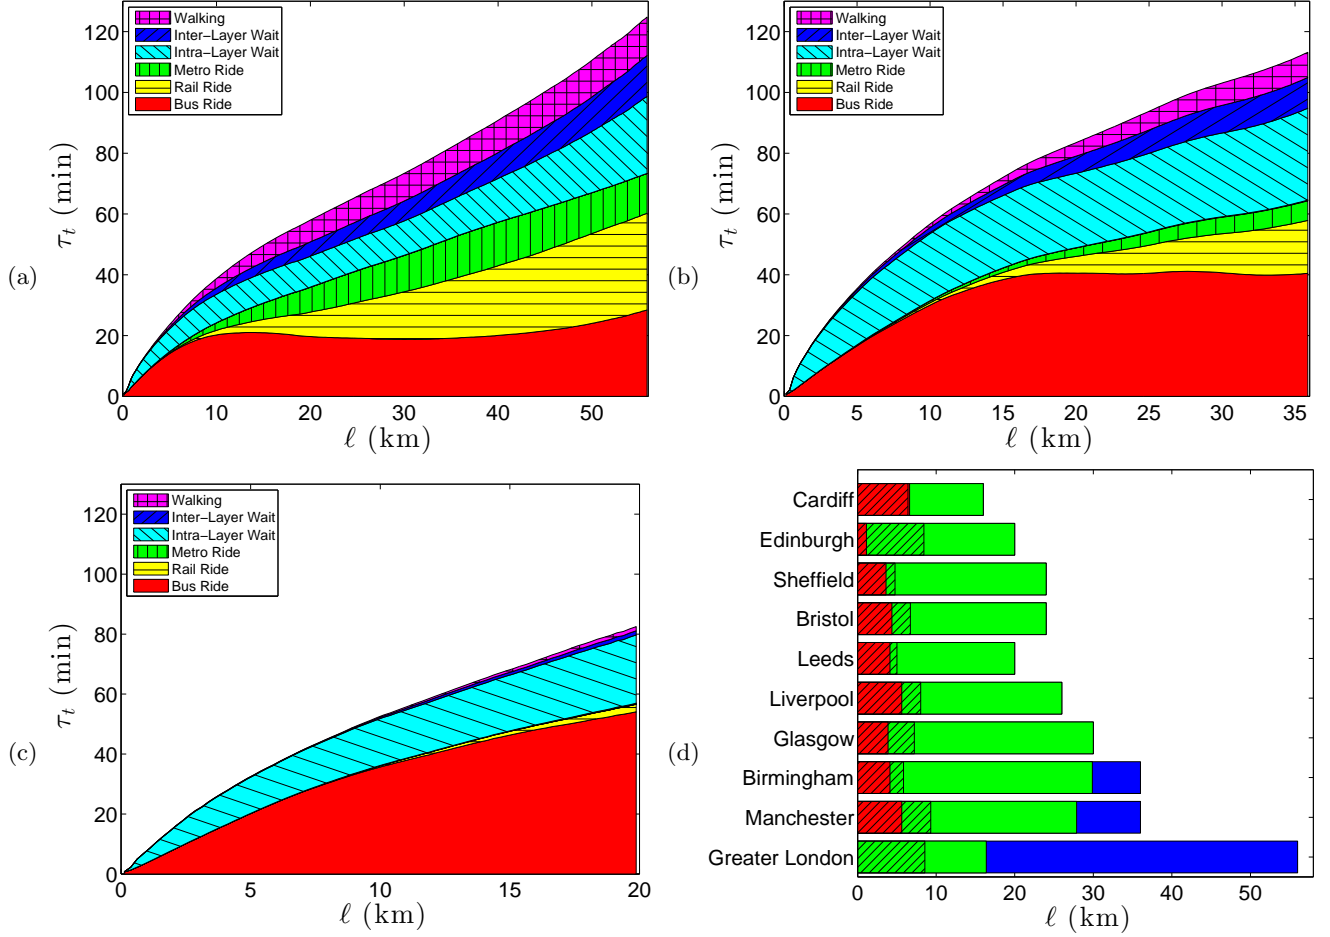 120
100
80
60
40
20
0
0 10 20 30 40 50
τt (min)
ℓ (km)
(a)
Walking
Inter-Layer Wait
Intra-Layer Wait
Metro Ride
Rail Ride
Bus Ride
120
100
80
60
40
20
0
0 5 10 15 20 25 30 35
τt (min)
ℓ (km)
(b)
Walking
Inter-Layer Wait
Intra-Layer Wait
Metro Ride
Rail Ride
Bus Ride
120
100
80
60
40
20
0
0 5 10 15 20
τt (min)
ℓ (km)
(c)
Walking
Inter-Layer Wait
Intra-Layer Wait
Metro Ride
Rail Ride
Bus Ride
Cardiff
Edinburgh
Sheffield
Bristol
Leeds
Liverpool
Glasgow
Birmingham
Manchester
Greater London
0 10 20 30 40 50
ℓ (km)
(d)